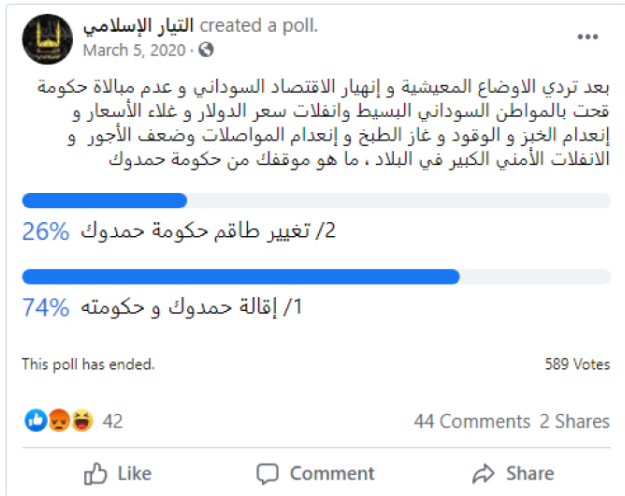 التيار الإسلامي created a poll.
March 5, 2020 ·
بعد تردي الاوضاع المعيشية و إنهيار الاقتصاد السوداني و عدم مبالاة حكومة
قحت بالمواطن السوداني البسيط وانفلات سعر الدولار و غلاء الأسعار و
إنعدام الخبز و الوقود و غاز الطبخ و إنعدام المواصلات وضعف الأجور و
الانفلات الأمني الكبير في البلاد ، ما هو موقفك من حكومة حمدوك
2/ تغيير طاقم حكومة حمدوك 26%
1/ إقالة حمدوك و حكومته 74%
This poll has ended. 589 Votes
42 44 Comments 2 Shares
Like Comment Share